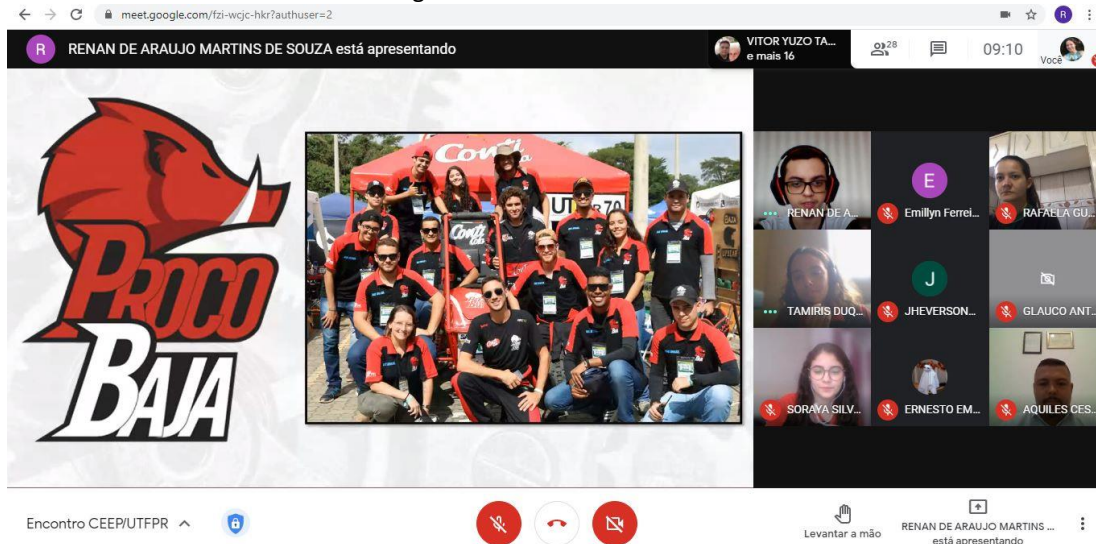 meet.google.com/fzi-wcjc-hkr?authuser=2
R
R RENAN DE ARAUJO MARTINS DE SOUZA está apresentando
VITOR YUZO TA...
e mais 16
28
09:10
Você
PROCO
BAJA
Conti
Conti
RENAN DE A...
E
Emillyn Ferrei...
RAFAELA GU...
TAMIRIS DUQ...
J
JHEVERSON...
GLAUCO ANT...
SORAYA SILV...
ERNESTO EM...
AQUILES CES...
Encontro CEEP/UTFPR
Levantar a mão
RENAN DE ARAUJO MARTINS ...
está apresentando